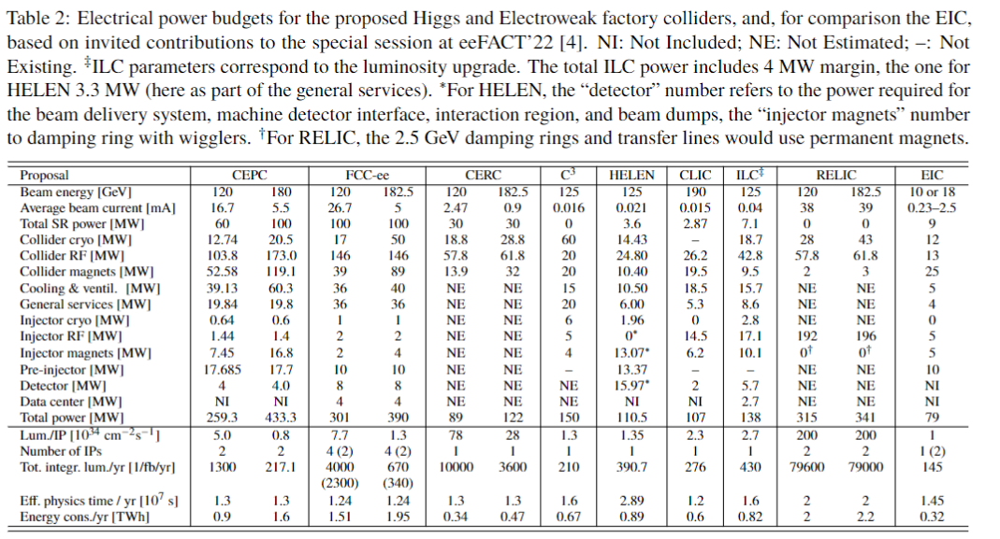 Table 2: Electrical power budgets for the proposed Higgs and Electroweak factory colliders, and, for comparison the EIC,
based on invited contributions to the special session at eeFACT’22 [4]. NI: Not Included; NE: Not Estimated; –: Not
Existing. ‡ILC parameters correspond to the luminosity upgrade. The total ILC power includes 4 MW margin, the one for
HELEN 3.3 MW (here as part of the general services). *For HELEN, the “detector” number refers to the power required for
the beam delivery system, machine detector interface, interaction region, and beam dumps, the “injector magnets” number
to damping ring with wigglers. †For RELIC, the 2.5 GeV damping rings and transfer lines would use permanent magnets.
Proposal CEPC FCC-ee CERC C³ HELEN CLIC ILC‡ RELIC EIC
Beam energy [GeV] 120 180 120 182.5 120 182.5 125 125 190 125 120 182.5 10 or 18
Average beam current [mA] 16.7 5.5 26.7 5 2.47 0.9 0.016 0.021 0.015 0.04 38 39 0.23–2.5
Total SR power [MW] 60 100 100 100 30 30 0 3.6 2.87 7.1 0 0 9
Collider cryo [MW] 12.74 20.5 17 50 18.8 28.8 60 14.43 – 18.7 28 43 12
Collider RF [MW] 103.8 173.0 146 146 57.8 61.8 20 24.80 26.2 42.8 57.8 61.8 13
Collider magnets [MW] 52.58 119.1 39 89 13.9 32 20 10.40 19.5 9.5 2 3 25
Cooling & ventil. [MW] 39.13 60.3 36 40 NE NE 15 10.50 18.5 15.7 NE NE 5
General services [MW] 19.84 19.8 36 36 NE NE 20 6.00 5.3 8.6 NE NE 4
Injector cryo [MW] 0.64 0.6 1 1 NE NE 6 1.96 0 2.8 NE NE 0
Injector RF [MW] 1.44 1.4 2 2 NE NE 5 0* 14.5 17.1 192 196 5
Injector magnets [MW] 7.45 16.8 2 4 NE NE 4 13.07* 6.2 10.1 0† 0† 5
Pre-injector [MW] 17.685 17.7 10 10 NE NE – 13.37 – – NE NE 10
Detector [MW] 4 4.0 8 8 NE NE NE 15.97* 2 5.7 NE NE NI
Data center [MW] NI NI 4 4 NE NE NE NI NI 2.7 NE NE NI
Total power [MW] 259.3 433.3 301 390 89 122 150 110.5 107 138 315 341 79
Lum./IP [10³⁴ cm⁻²s⁻¹] 5.0 0.8 7.7 1.3 78 28 1.3 1.35 2.3 2.7 200 200 1
Number of IPs 2 2 4 (2) 4 (2) 1 1 1 1 1 1 2 2 1 (2)
Tot. integr. lum./yr [1/fb/yr] 1300 217.1 4000 670 10000 3600 210 390.7 276 430 79600 79000 145
(2300) (340)
Eff. physics time / yr [10⁷ s] 1.3 1.3 1.24 1.24 1.3 1.3 1.6 2.89 1.2 1.6 2 2 1.45
Energy cons./yr [TWh] 0.9 1.6 1.51 1.95 0.34 0.47 0.67 0.89 0.6 0.82 2 2.2 0.32